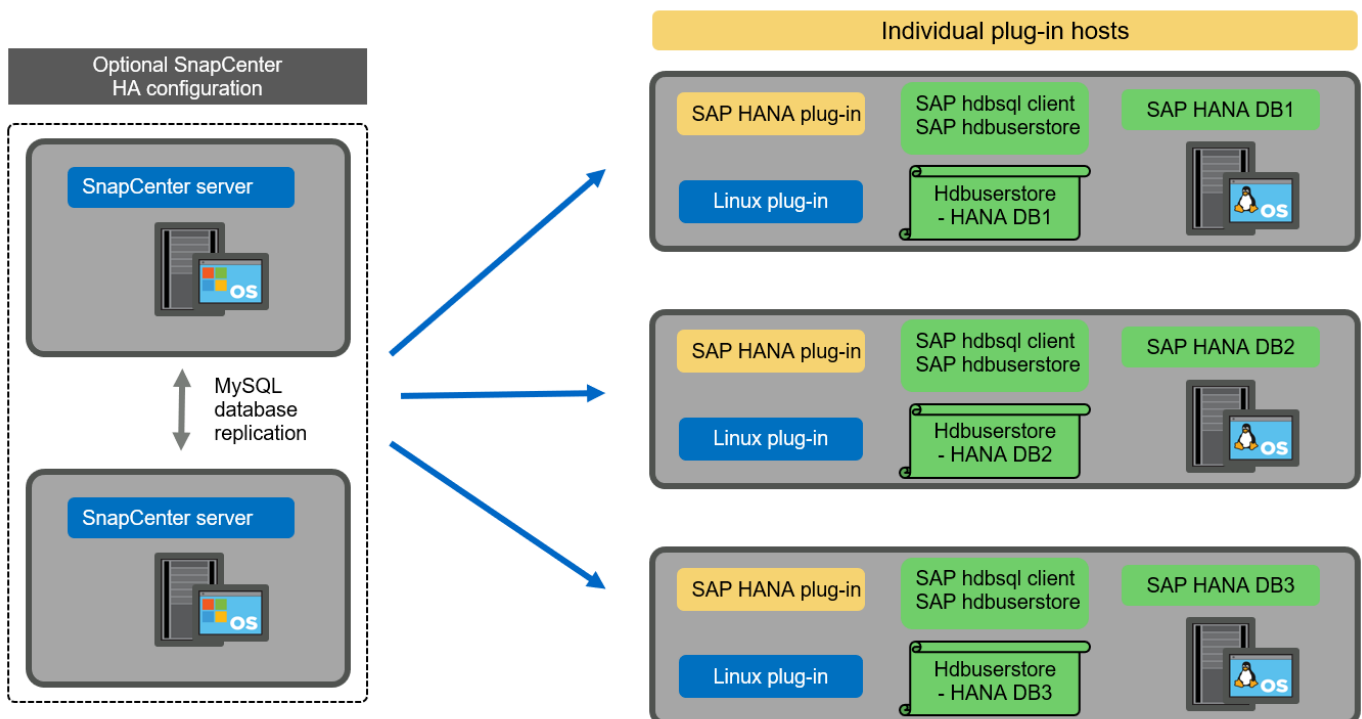 Optional SnapCenter
HA configuration
SnapCenter server
OS
MySQL
database
replication
SnapCenter server
OS
Individual plug-in hosts
SAP HANA plug-in
SAP hdbsql client
SAP hdbuserstore
SAP HANA DB1
Linux plug-in
Hdbuserstore
- HANA DB1
OS
SAP HANA plug-in
SAP hdbsql client
SAP hdbuserstore
SAP HANA DB2
Linux plug-in
Hdbuserstore
- HANA DB2
OS
SAP HANA plug-in
SAP hdbsql client
SAP hdbuserstore
SAP HANA DB3
Linux plug-in
Hdbuserstore
- HANA DB3
OS